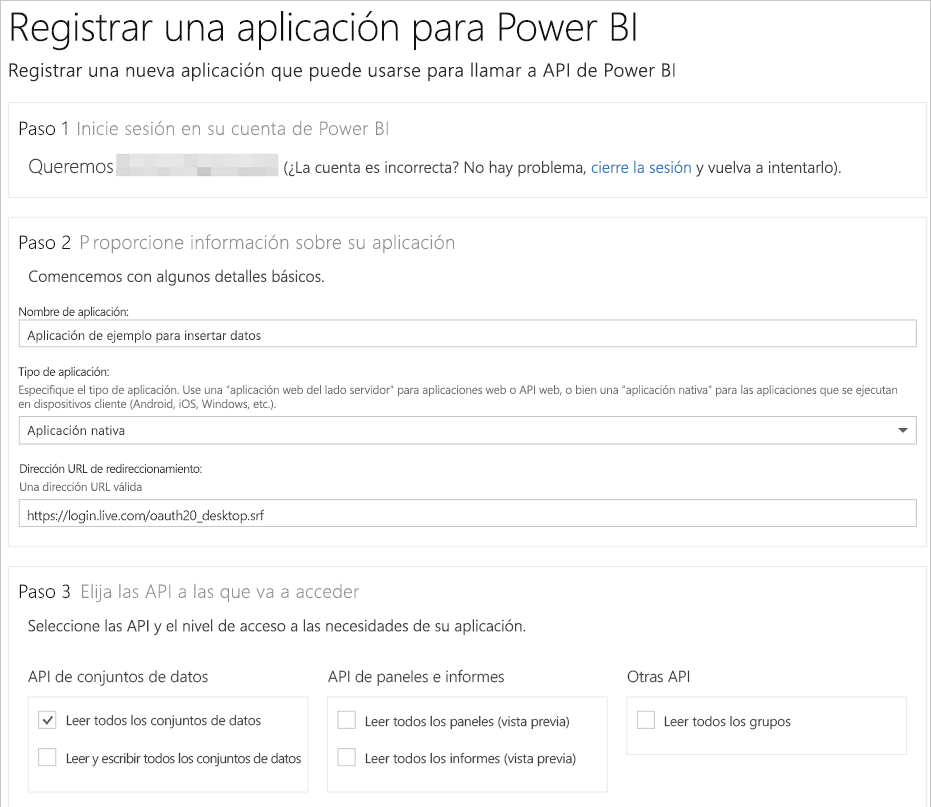 Registrar una aplicación para Power BI
Registrar una nueva aplicación que puede usarse para llamar a API de Power BI
Paso 1 Inicie sesión en su cuenta de Power BI
Queremos (¿La cuenta es incorrecta? No hay problema, cierre la sesión y vuelva a intentarlo).
Paso 2 Proporcione información sobre su aplicación
Comencemos con algunos detalles básicos.
Nombre de aplicación:
Aplicación de ejemplo para insertar datos
Tipo de aplicación:
Especifique el tipo de aplicación. Use una "aplicación web del lado servidor" para aplicaciones web o API web, o bien una "aplicación nativa" para las aplicaciones que se ejecutan
en dispositivos cliente (Android, iOS, Windows, etc.).
Aplicación nativa
Dirección URL de redireccionamiento:
Una dirección URL válida
https://login.live.com/oauth20_desktop.srf
Paso 3 Elija las API a las que va a acceder
Seleccione las API y el nivel de acceso a las necesidades de su aplicación.
API de conjuntos de datos
Leer todos los conjuntos de datos
Leer y escribir todos los conjuntos de datos
API de paneles e informes
Leer todos los paneles (vista previa)
Leer todos los informes (vista previa)
Otras API
Leer todos los grupos